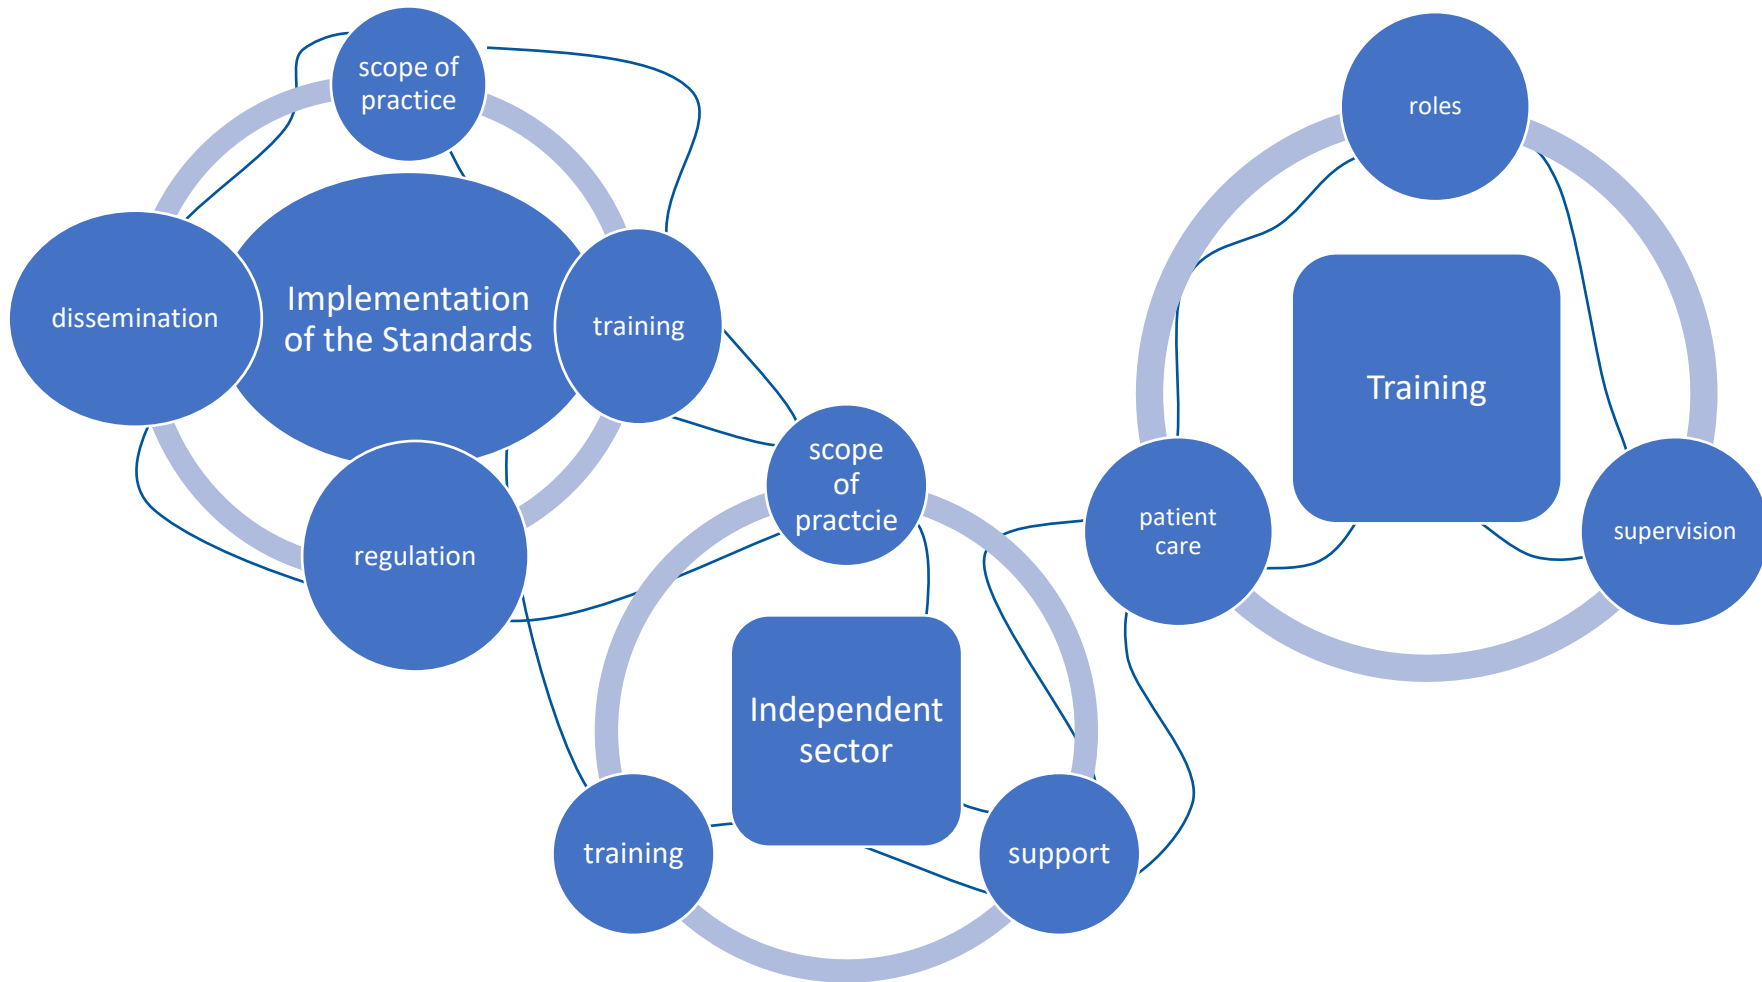 scope of
practice
Implementation
of the Standards
dissemination
training
regulation
scope
of
practcie
Independent
sector
training
support
roles
Training
patient
care
supervision